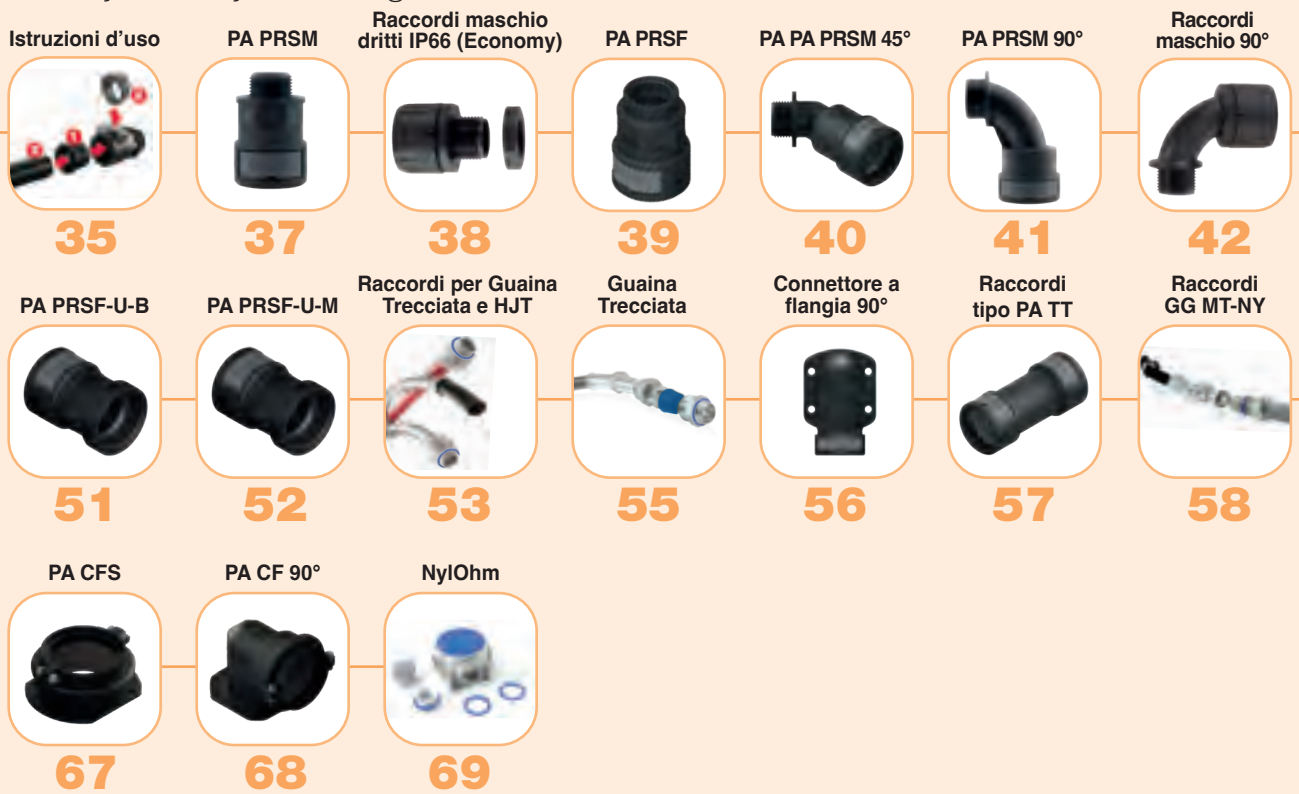 Istruzioni d'uso
PA PRSM
Raccordi maschio
dritti IP66 (Economy)
PA PRSF
PA PA PRSM 45°
PA PRSM 90°
Raccordi
maschio 90°
35
37
38
39
40
41
42
PA PRSF-U-B
PA PRSF-U-M
Raccordi per Guaina
Trecciata e HJT
Guaina
Trecciata
Connettore a
flangia 90°
Raccordi
tipo PA TT
Raccordi
GG MT-NY
51
52
53
55
56
57
58
PA CFS
PA CF 90°
NylOhm
67
68
69